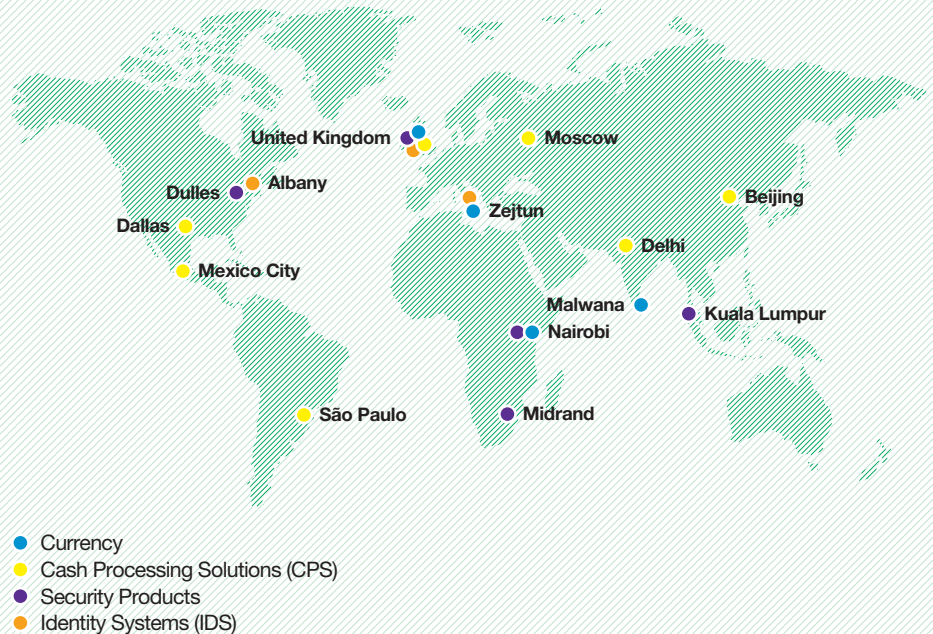 United Kingdom
Moscow
Albany
Dulles
Zejtun
Beijing
Dallas
Delhi
Mexico City
Malwana
Kuala Lumpur
Nairobi
São Paulo
Midrand
Currency
Cash Processing Solutions (CPS)
Security Products
Identity Systems (IDS)